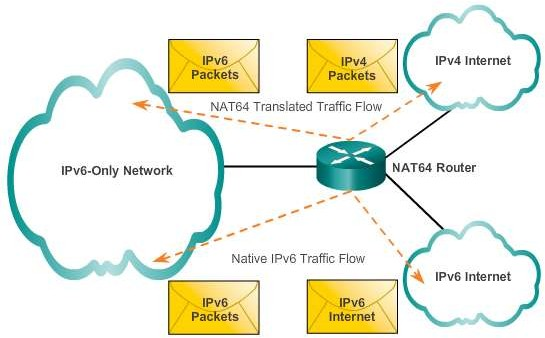 IPv6
Packets
IPv4
Packets
IPv4 Internet
NAT64 Translated Traffic Flow
IPv6-Only Network
NAT64 Router
Native IPv6 Traffic Flow
IPv6 Internet
IPv6
Packets
IPv6
Internet